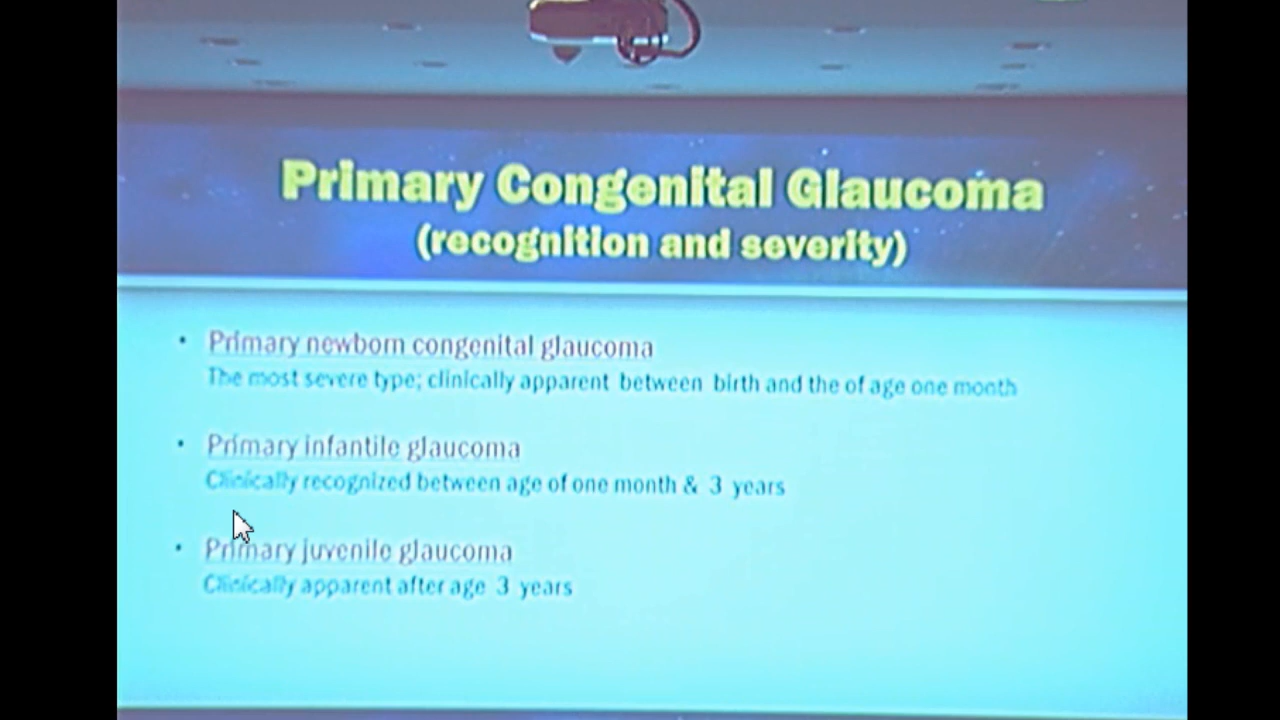 Primary Congenital Glaucoma
(recognition and severity)
• Primary newborn congenital glaucoma
The most severe type; clinically apparent between birth and the of age one month
• Primary infantile glaucoma
Clinically recognized between age of one month & 3 years
• Primary juvenile glaucoma
Clinically apparent after age 3 years